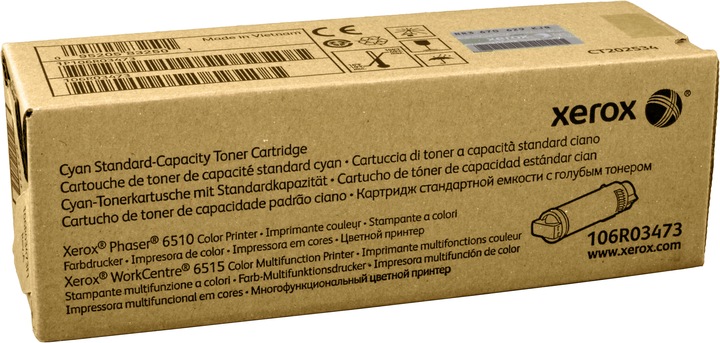 Made in Vietnam
CT202534
xerox
Cyan Standard-Capacity Toner Cartridge
Cartouche de toner de capacité standard cyan • Cartuccia di toner a capacità standard ciano
Cyan-Tonerkartusche mit Standardkapazität • Cartucho de tóner de capacidad estándar cian
Cartucho de toner de capacidade padrão ciano • Картридж стандартной емкости с голубым тонером
Xerox® Phaser® 6510 Color Printer • Imprimante couleur • Stampante a colori
Farbdrucker • Impresora de color • Impressora em cores • Цветной принтер
Xerox® WorkCentre® 6515 Color Multifunction Printer • Imprimante multifonctions couleur
Stampante multifunzione a colori • Farb-Multifunktionsdrucker • Impresora multifunción de color
Impressora multifuncional em cores • Многофункциональный цветной принтер
106R03473
www.xerox.com